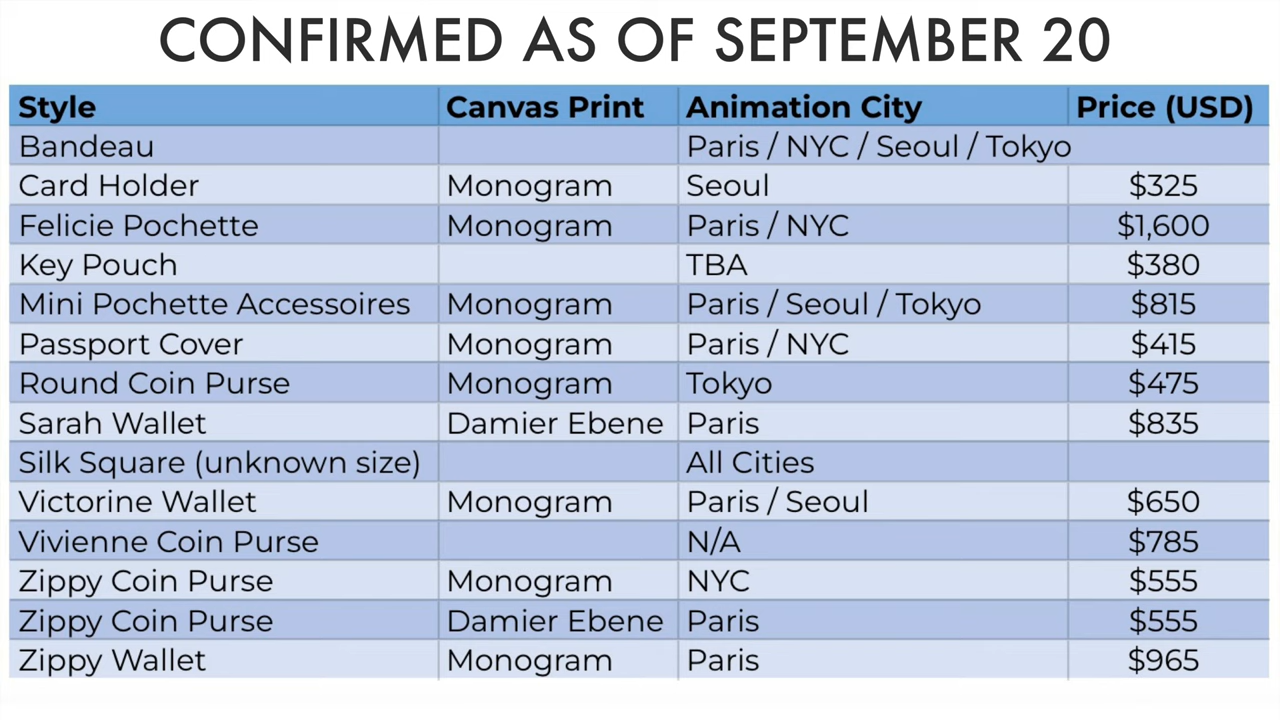 CONFIRMED AS OF SEPTEMBER 20
Style Canvas Print Animation City Price (USD)
Bandeau Paris / NYC / Seoul / Tokyo
Card Holder Monogram Seoul $325
Felicie Pochette Monogram Paris / NYC $1,600
Key Pouch TBA $380
Mini Pochette Accessoires Monogram Paris / Seoul / Tokyo $815
Passport Cover Monogram Paris / NYC $415
Round Coin Purse Monogram Tokyo $475
Sarah Wallet Damier Ebene Paris $835
Silk Square (unknown size) All Cities
Victorine Wallet Monogram Paris / Seoul $650
Vivienne Coin Purse N/A $785
Zippy Coin Purse Monogram NYC $555
Zippy Coin Purse Damier Ebene Paris $555
Zippy Wallet Monogram Paris $965